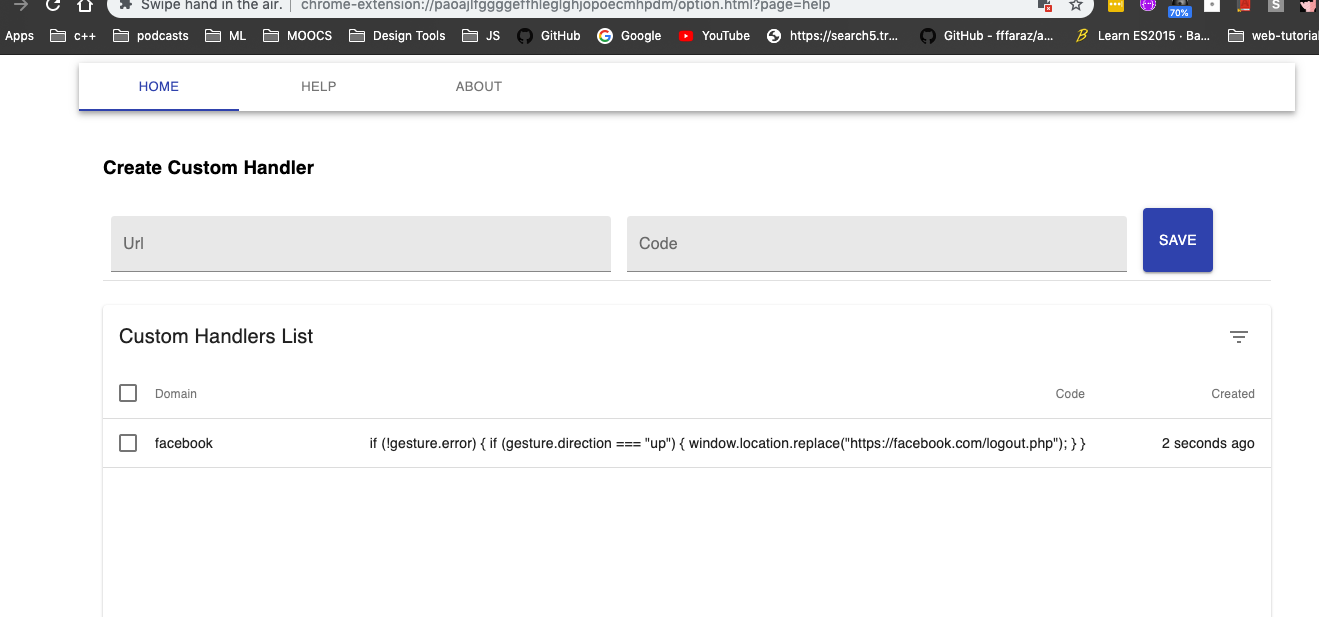 Swipe hand in the air. | chrome-extension://paoajlfggggeffhleglghjopoecmhpdm/option.html?page=help
70% S
Apps c++ podcasts ML MOOCS Design Tools JS GitHub Google YouTube https://search5.tr... GitHub - fffaraz/a... Learn ES2015 · Ba... web-tutorial
HOME HELP ABOUT
Create Custom Handler
Url Code SAVE
Custom Handlers List
Domain Code Created
facebook if (!gesture.error) { if (gesture.direction === "up") { window.location.replace("https://facebook.com/logout.php"); } } 2 seconds ago